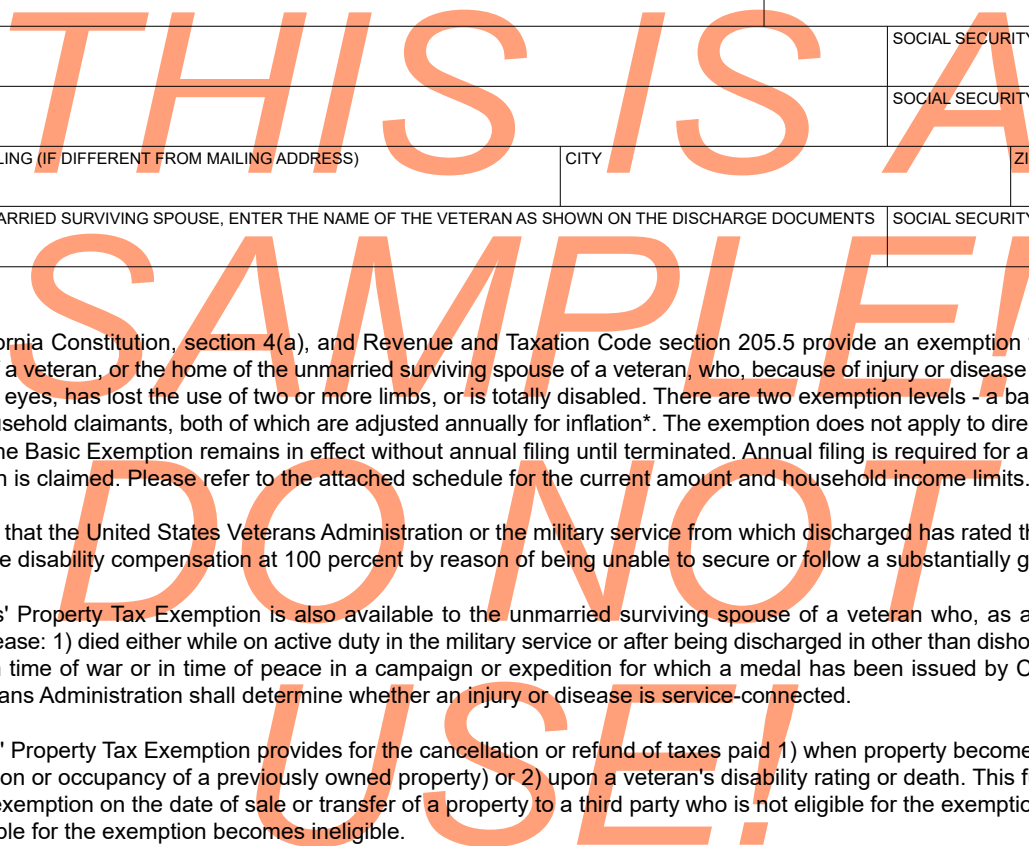 SOCIAL SECURITY
SOCIAL SECURITY
LING (IF DIFFERENT FROM MAILING ADDRESS) CITY ZI
ARRIED SURVIVING SPOUSE, ENTER THE NAME OF THE VETERAN AS SHOWN ON THE DISCHARGE DOCUMENTS SOCIAL SECURITY
THIS IS A
SAMPLE!
DO NOT
USE!
ornia Constitution, section 4(a), and Revenue and Taxation Code section 205.5 provide an exemption
a veteran, or the home of the unmarried surviving spouse of a veteran, who, because of injury or disease
eyes, has lost the use of two or more limbs, or is totally disabled. There are two exemption levels - a ba
usehold claimants, both of which are adjusted annually for inflation*. The exemption does not apply to dire
he Basic Exemption remains in effect without annual filing until terminated. Annual filing is required for a
n is claimed. Please refer to the attached schedule for the current amount and household income limits.
that the United States Veterans Administration or the military service from which discharged has rated th
e disability compensation at 100 percent by reason of being unable to secure or follow a substantially g
s' Property Tax Exemption is also available to the unmarried surviving spouse of a veteran who, as a
ease: 1) died either while on active duty in the military service or after being discharged in other than disho
n time of war or in time of peace in a campaign or expedition for which a medal has been issued by C
ans Administration shall determine whether an injury or disease is service-connected.
' Property Tax Exemption provides for the cancellation or refund of taxes paid 1) when property become
on or occupancy of a previously owned property) or 2) upon a veteran's disability rating or death. This f
exemption on the date of sale or transfer of a property to a third party who is not eligible for the exemptio
ble for the exemption becomes ineligible.